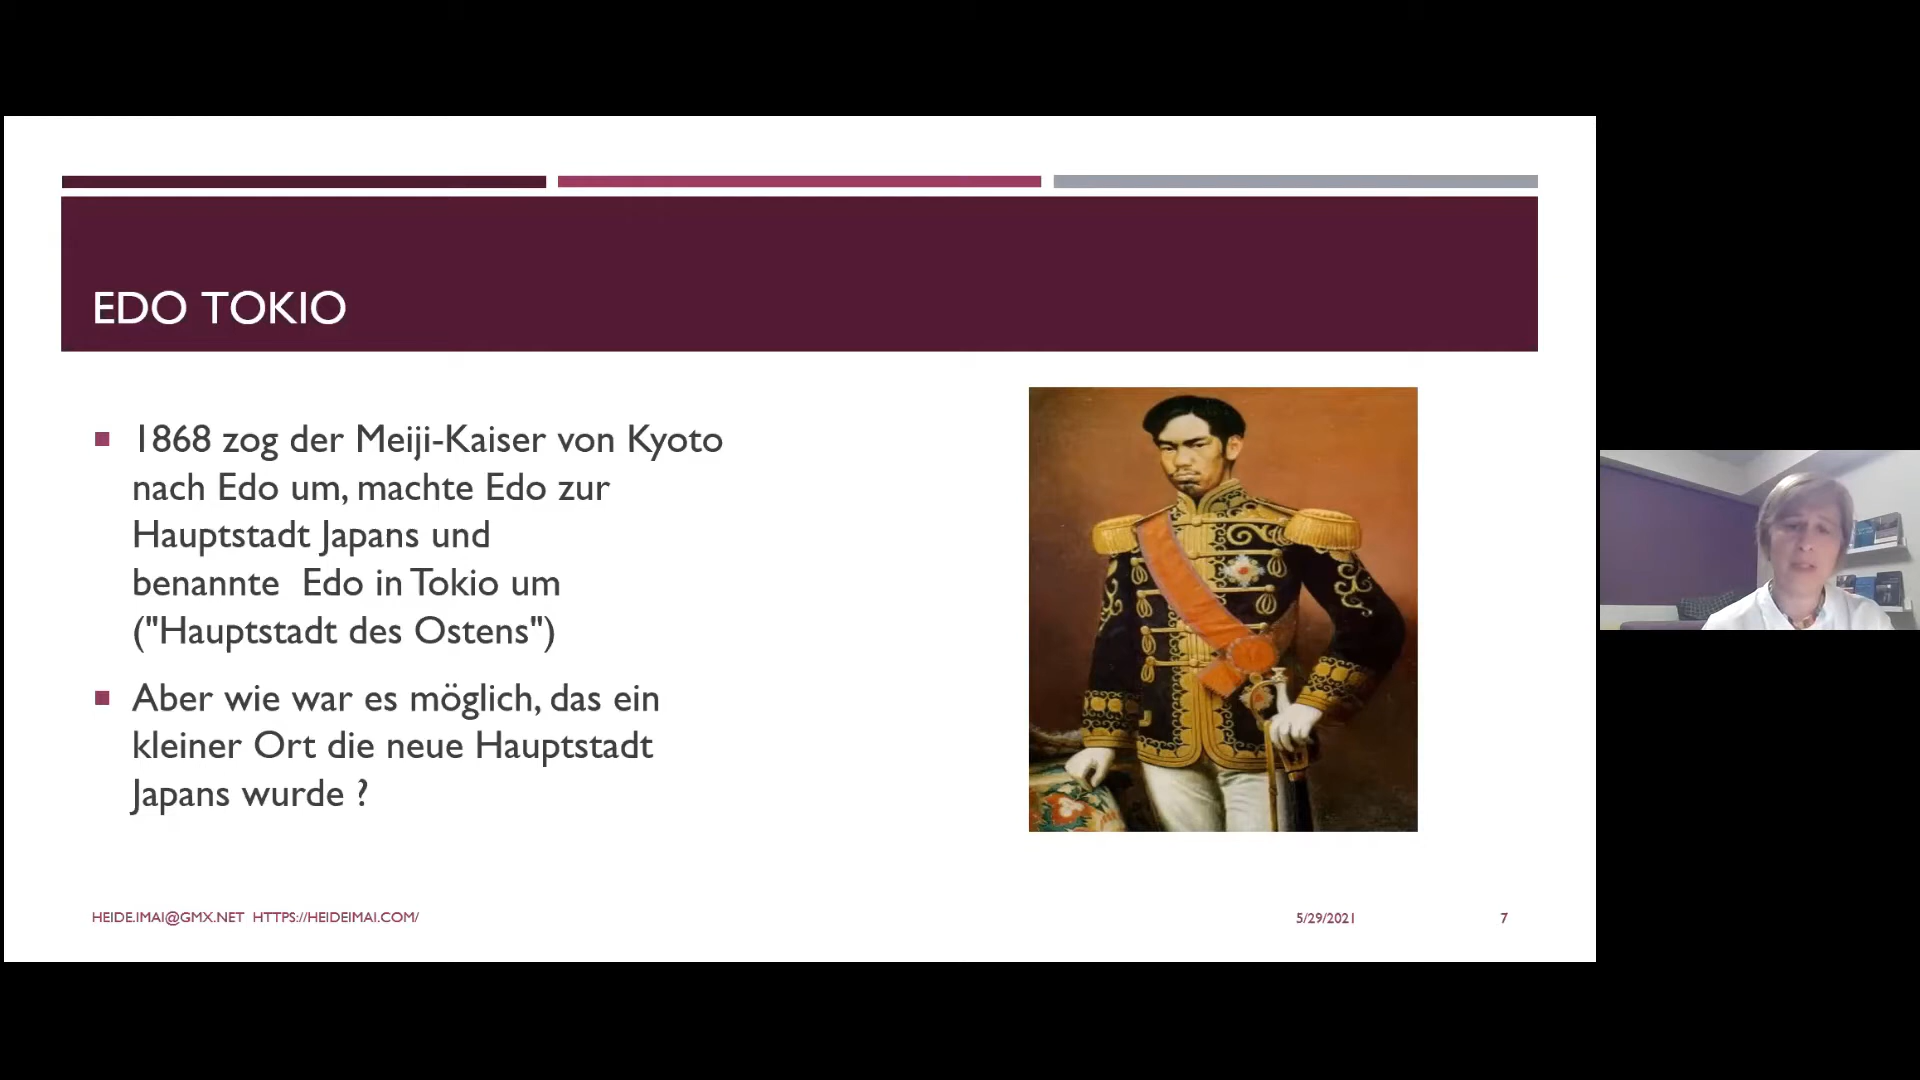 EDO TOKIO
1868 zog der Meiji-Kaiser von Kyoto
nach Edo um, machte Edo zur
Hauptstadt Japans und
benannte  Edo in Tokio um
("Hauptstadt des Ostens")
Aber wie war es möglich, das ein
kleiner Ort die neue Hauptstadt
Japans wurde ?
HEIDE.IMAI@GMX.NET  HTTPS://HEIDEIMAI.COM/
5/29/2021
7